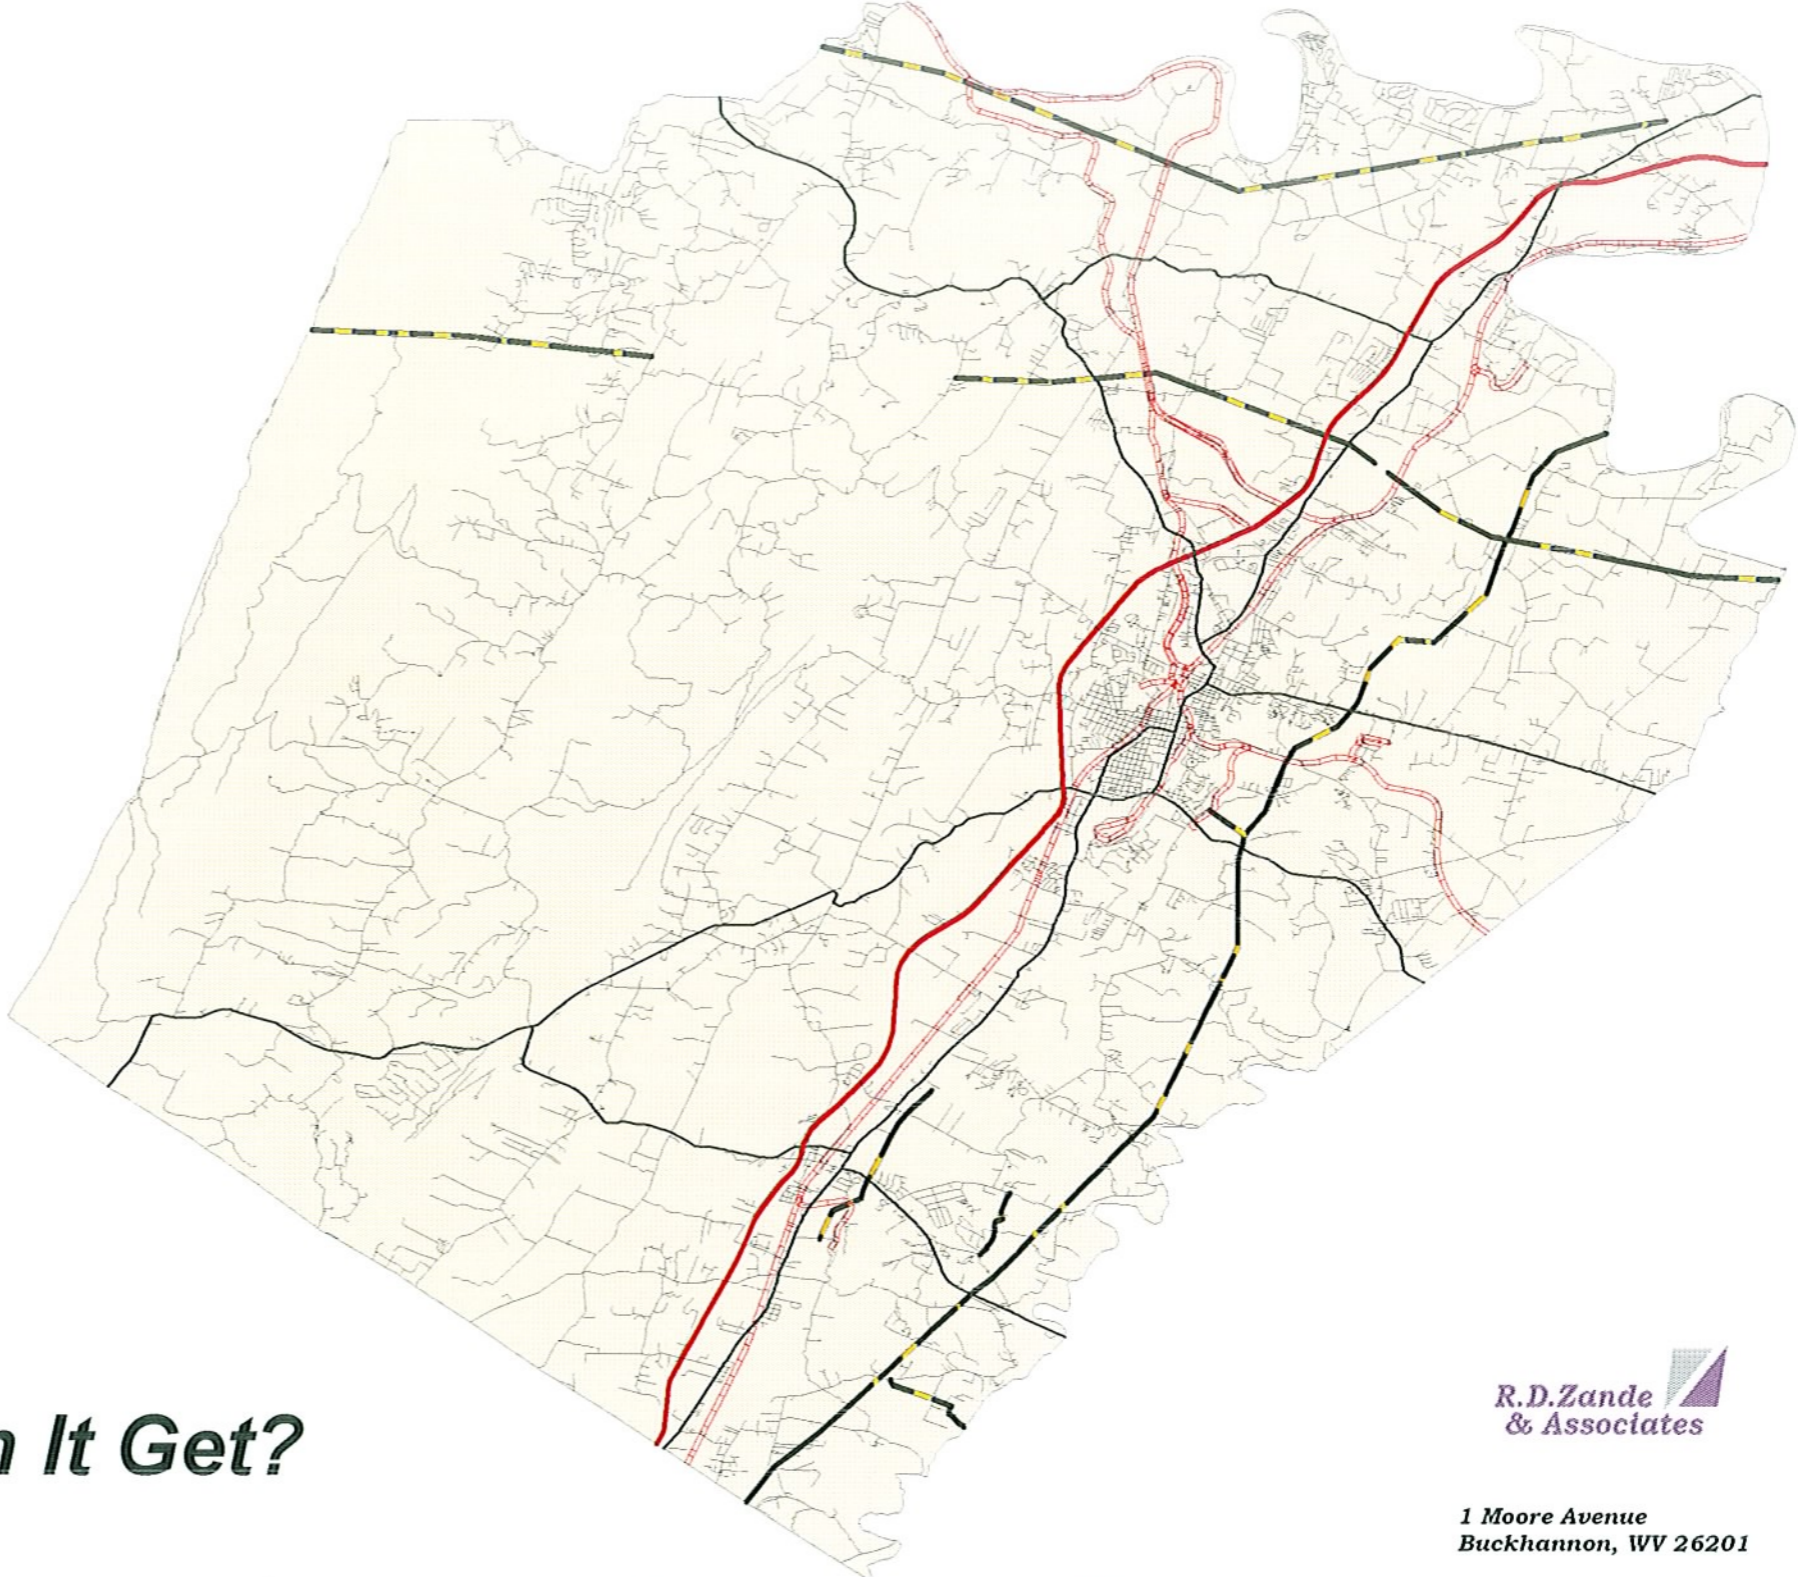 It Get?
R.D.Zande
& Associates
1 Moore Avenue
Buckhannon, WV 26201